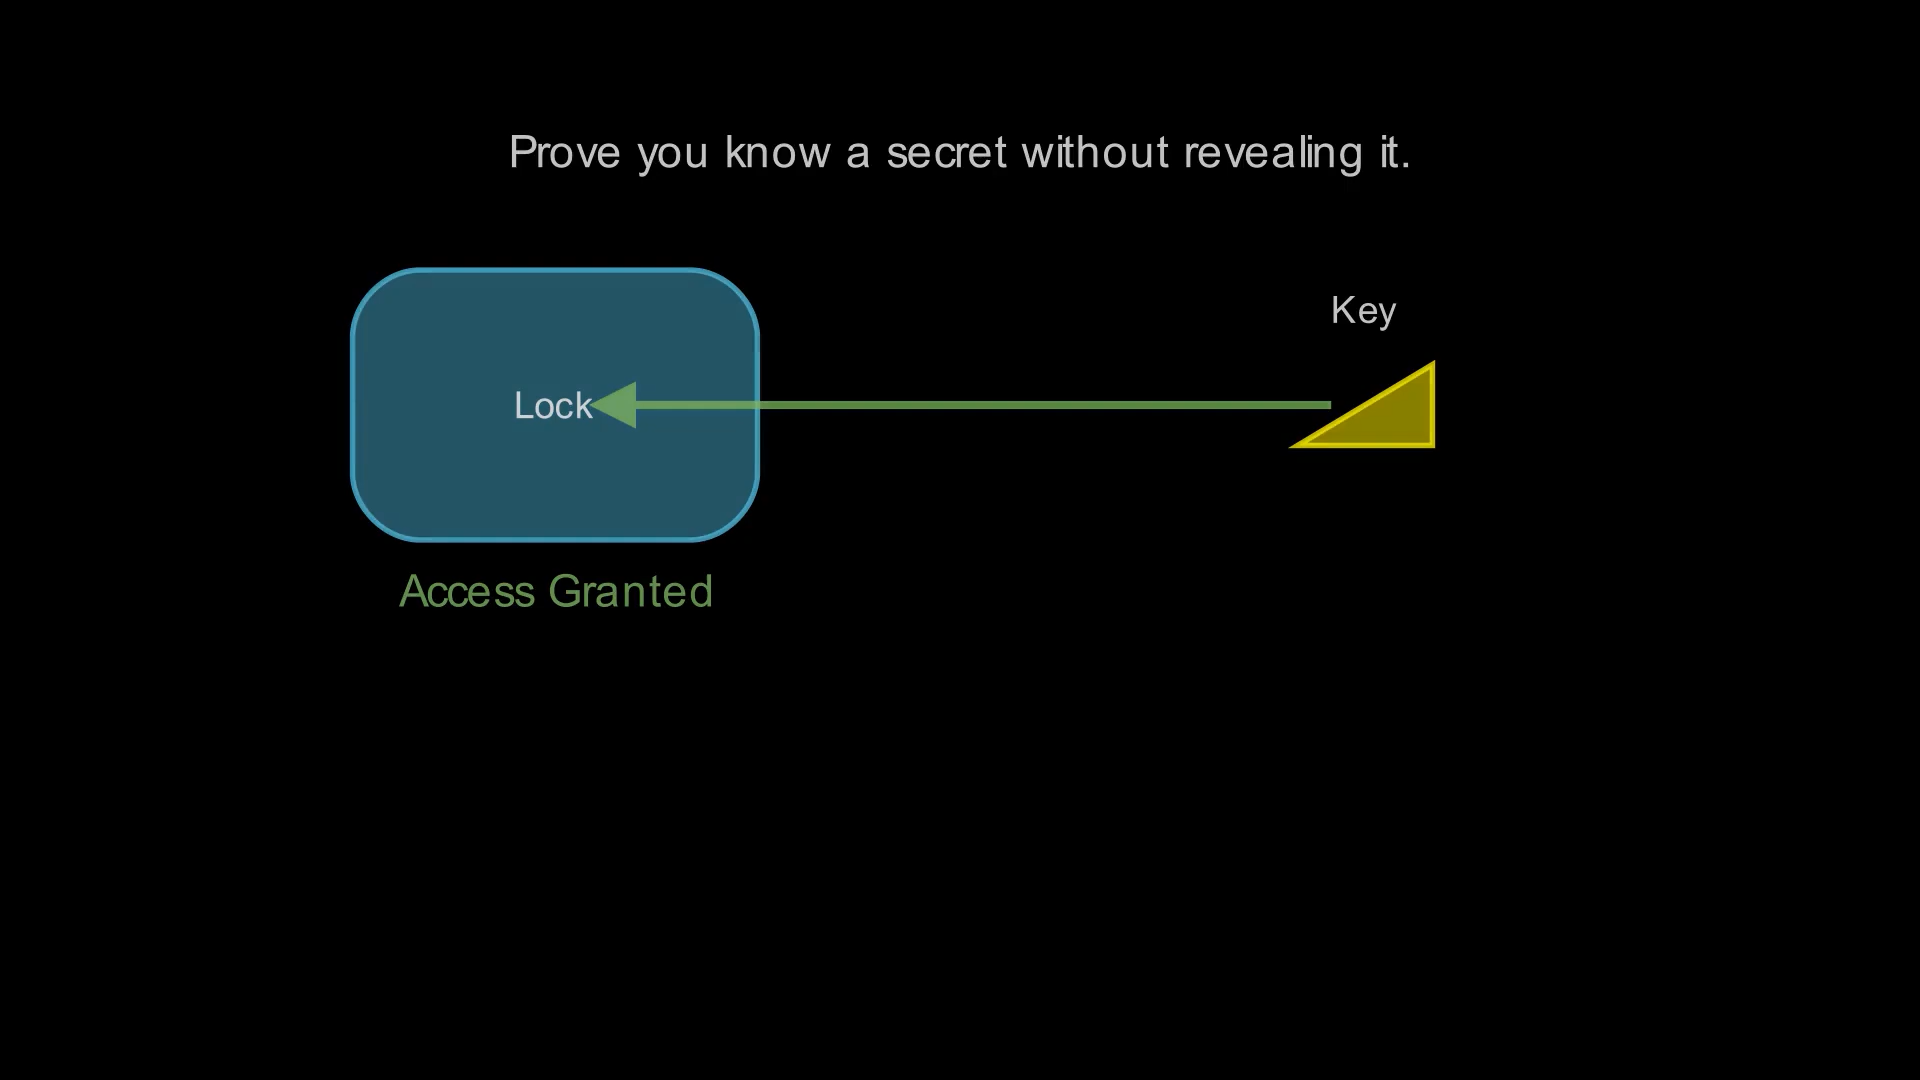 Prove you know a secret without revealing it.
Key
Lock
Access Granted